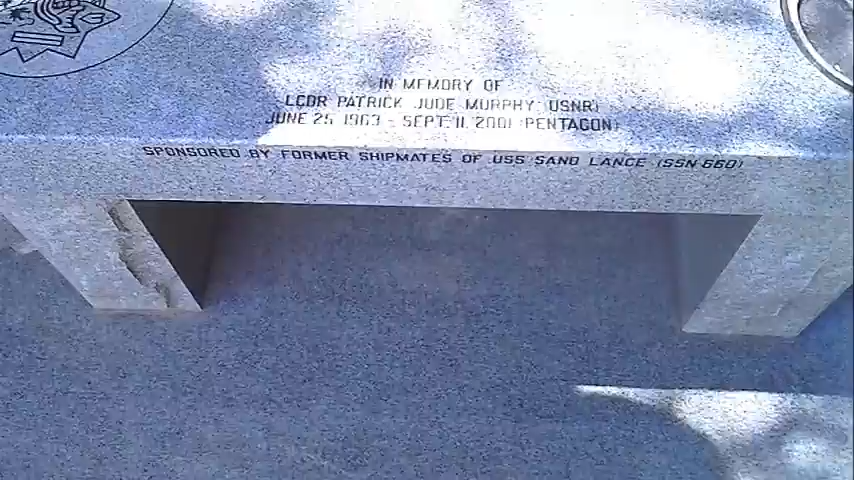 IN MEMORY OF
LCDR PATRICK JUDE MURPHY (USNR)
JUNE 25 1963 - SEPT. 11, 2001 (PENTAGON)
SPONSORED BY FORMER SHIPMATES OF USS SAND LANCE (SSN 660)